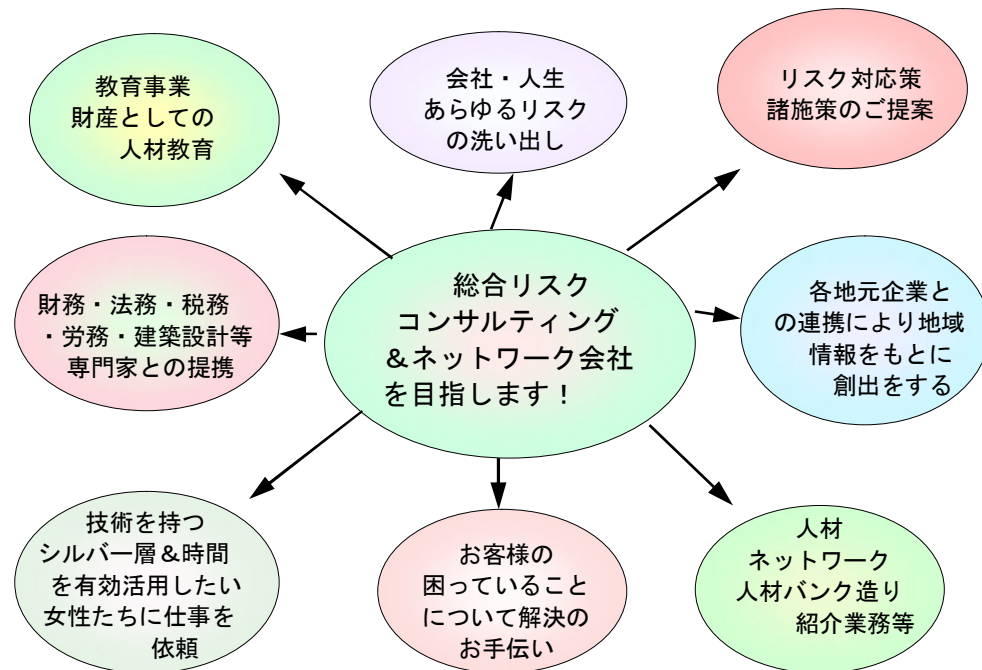 教育事業
財産としての
人材教育
会社・人生
あらゆるリスク
の洗い出し
リスク対応策
諸施策のご提案
財務・法務・税務
・労務・建築設計等
専門家との提携
総合リスク
コンサルティング
＆ネットワーク会社
を目指します！
各地元企業と
の連携により地域
情報をもとに
創出をする
技術を持つ
シルバー層＆時間
を有効活用したい
女性たちに仕事を
依頼
お客様の
困っていること
について解決の
お手伝い
人材
ネットワーク
人材バンク造り
紹介業務等